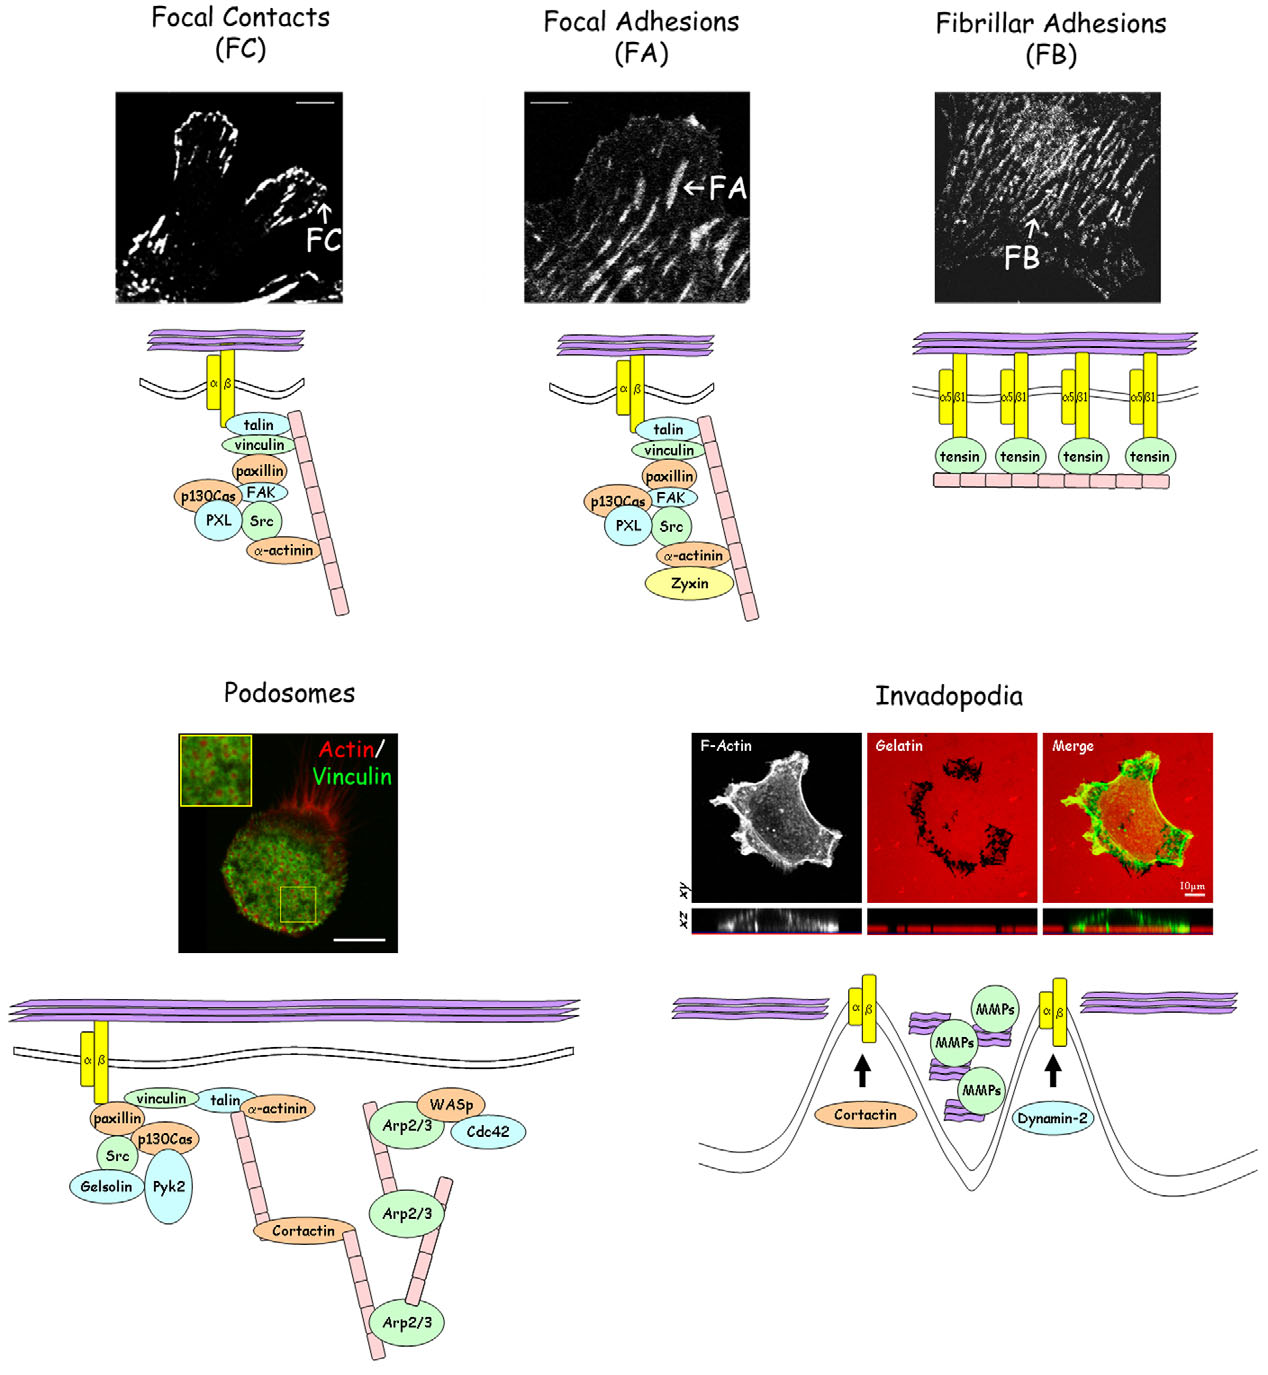 Focal Contacts
(FC)
Focal Adhesions
(FA)
Fibrillar Adhesions
(FB)
FC
FA
FB
α β
talin
vinculin
paxillin
p130Cas FAK
PXL Src
α-actinin
α β
talin
vinculin
paxillin
p130Cas FAK
PXL Src
α-actinin
Zyxin
α5 β1 α5 β1 α5 β1 α5 β1
tensin tensin tensin tensin
Podosomes
Actin/
Vinculin
α β
vinculin talin α-actinin
paxillin
p130Cas
Src
Gelsolin Pyk2
Cortactin
WASp
Arp2/3
Cdc42
Arp2/3
Arp2/3
Invadopodia
F-Actin Gelatin Merge
xy
10μm
xz
α β
MMPs
α β
MMPs
MMPs
Cortactin
Dynamin-2